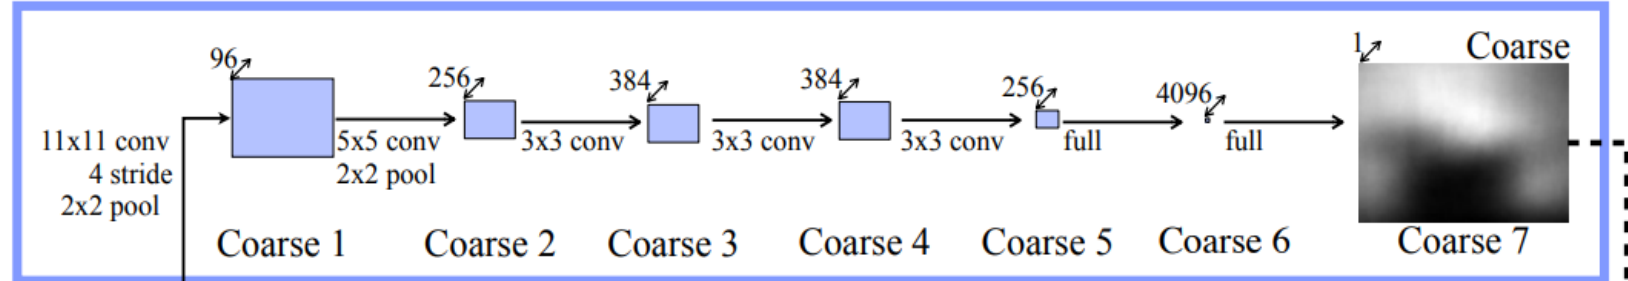 96
256
384
384
256
4096
1
Coarse
11x11 conv
4 stride
2x2 pool
5x5 conv
2x2 pool
3x3 conv
3x3 conv
3x3 conv
full
full
Coarse 1
Coarse 2
Coarse 3
Coarse 4
Coarse 5
Coarse 6
Coarse 7